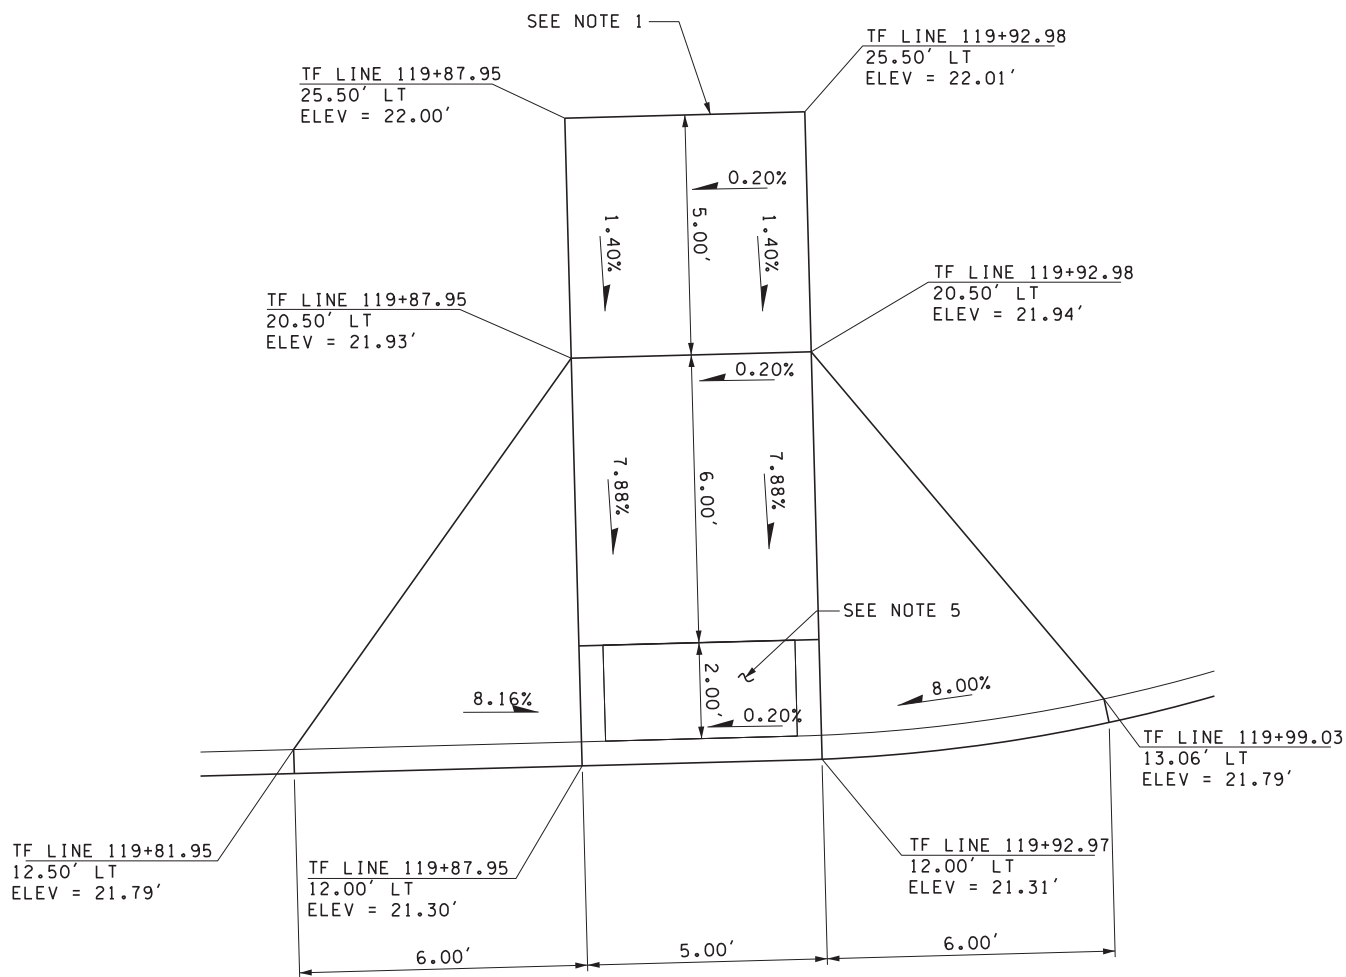 SEE NOTE 1
TF LINE 119+92.98
25.50' LT
ELEV = 22.01'
TF LINE 119+87.95
25.50' LT
ELEV = 22.00'
0.20%
5.00'
1.40%
1.40%
TF LINE 119+92.98
20.50' LT
ELEV = 21.94'
TF LINE 119+87.95
20.50' LT
ELEV = 21.93'
0.20%
7.88%
6.00'
7.88%
SEE NOTE 5
2.00'
8.16%
0.20%
8.00%
TF LINE 119+99.03
13.06' LT
ELEV = 21.79'
TF LINE 119+81.95
12.50' LT
ELEV = 21.79'
TF LINE 119+87.95
12.00' LT
ELEV = 21.30'
TF LINE 119+92.97
12.00' LT
ELEV = 21.31'
6.00'
5.00'
6.00'